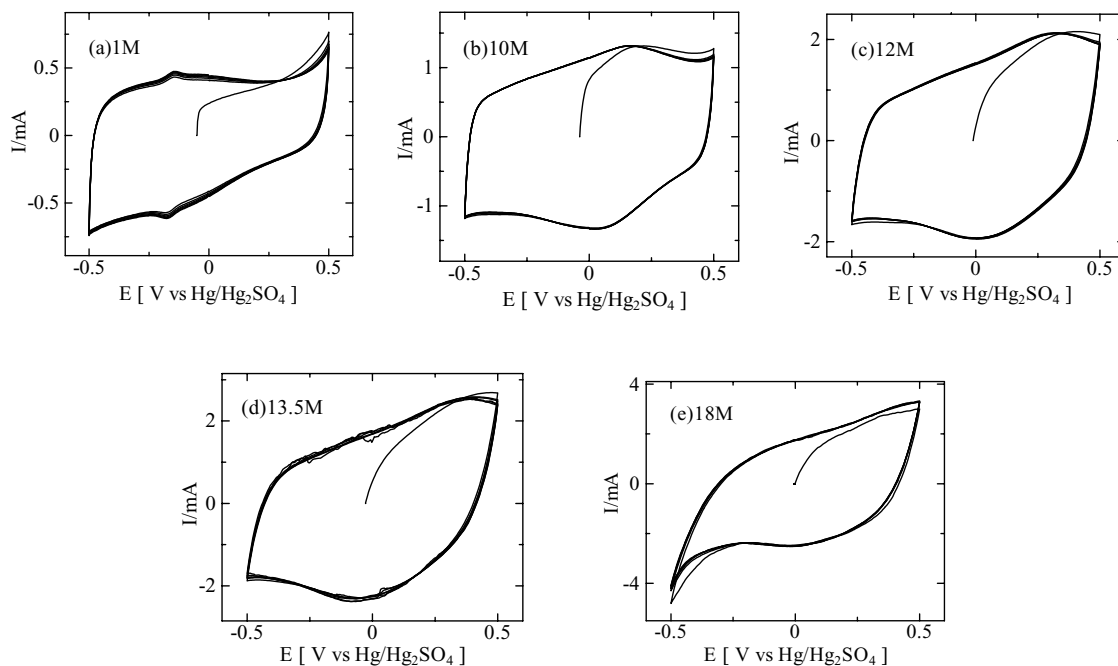 (a)1M
0.5
0
-0.5
I/mA
-0.5
0
0.5
E [ V vs Hg/Hg₂SO₄ ]
(b)10M
1
0
-1
I/mA
-0.5
0
0.5
E [ V vs Hg/Hg₂SO₄ ]
(c)12M
2
0
-2
I/mA
-0.5
0
0.5
E [ V vs Hg/Hg₂SO₄ ]
(d)13.5M
2
0
-2
I/mA
-0.5
0
0.5
E [ V vs Hg/Hg₂SO₄ ]
(e)18M
4
0
-4
I/mA
-0.5
0
0.5
E [ V vs Hg/Hg₂SO₄ ]